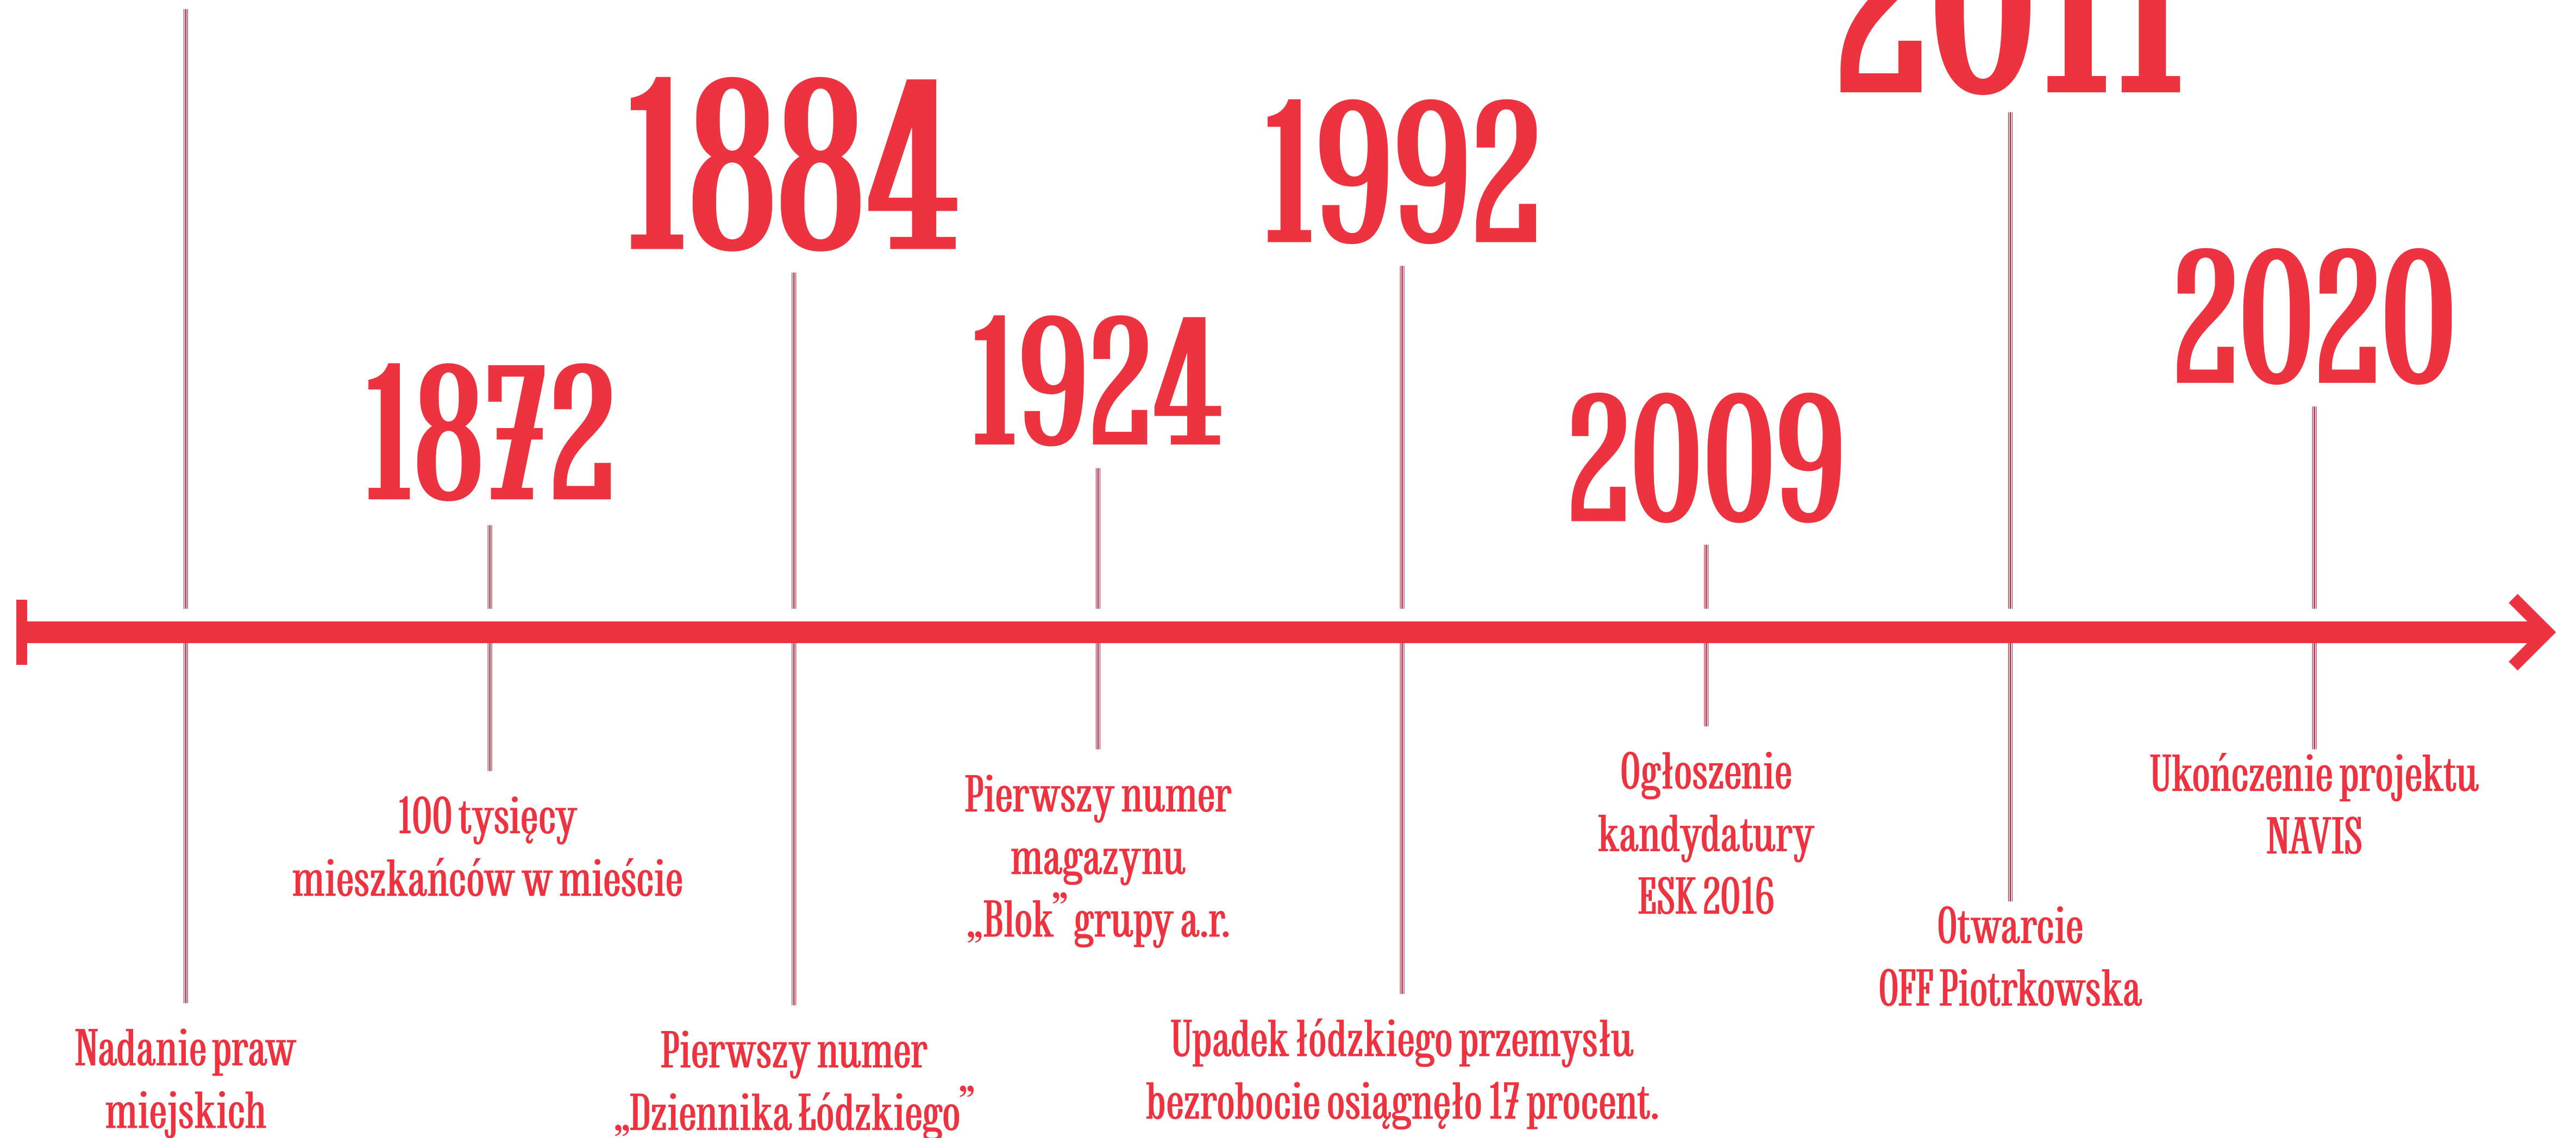 2011
1884
1992
2020
1924
1872
2009
Nadanie praw
miejskich
100 tysięcy
mieszkańców w mieście
Pierwszy numer
„Dziennika Łódzkiego”
Pierwszy numer
magazynu
„Blok” grupy a.r.
Upadek łódzkiego przemysłu
bezrobocie osiągnęło 17 procent.
Ogłoszenie
kandydatury
ESK 2016
Otwarcie
OFF Piotrkowska
Ukończenie projektu
NAVIS